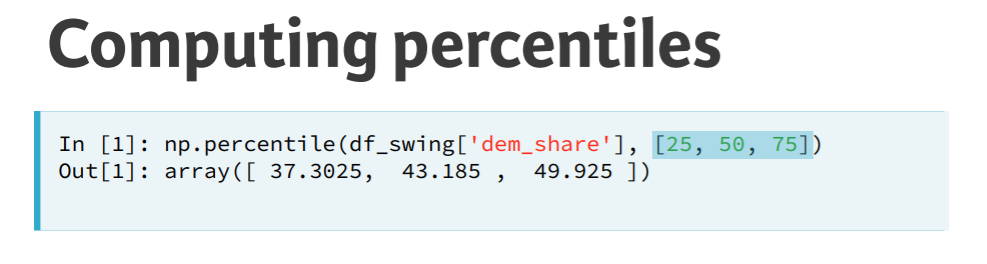 Computing percentiles
In [1]: np.percentile(df_swing['dem_share'], [25, 50, 75])
Out[1]: array([ 37.3025,  43.185 ,  49.925 ])